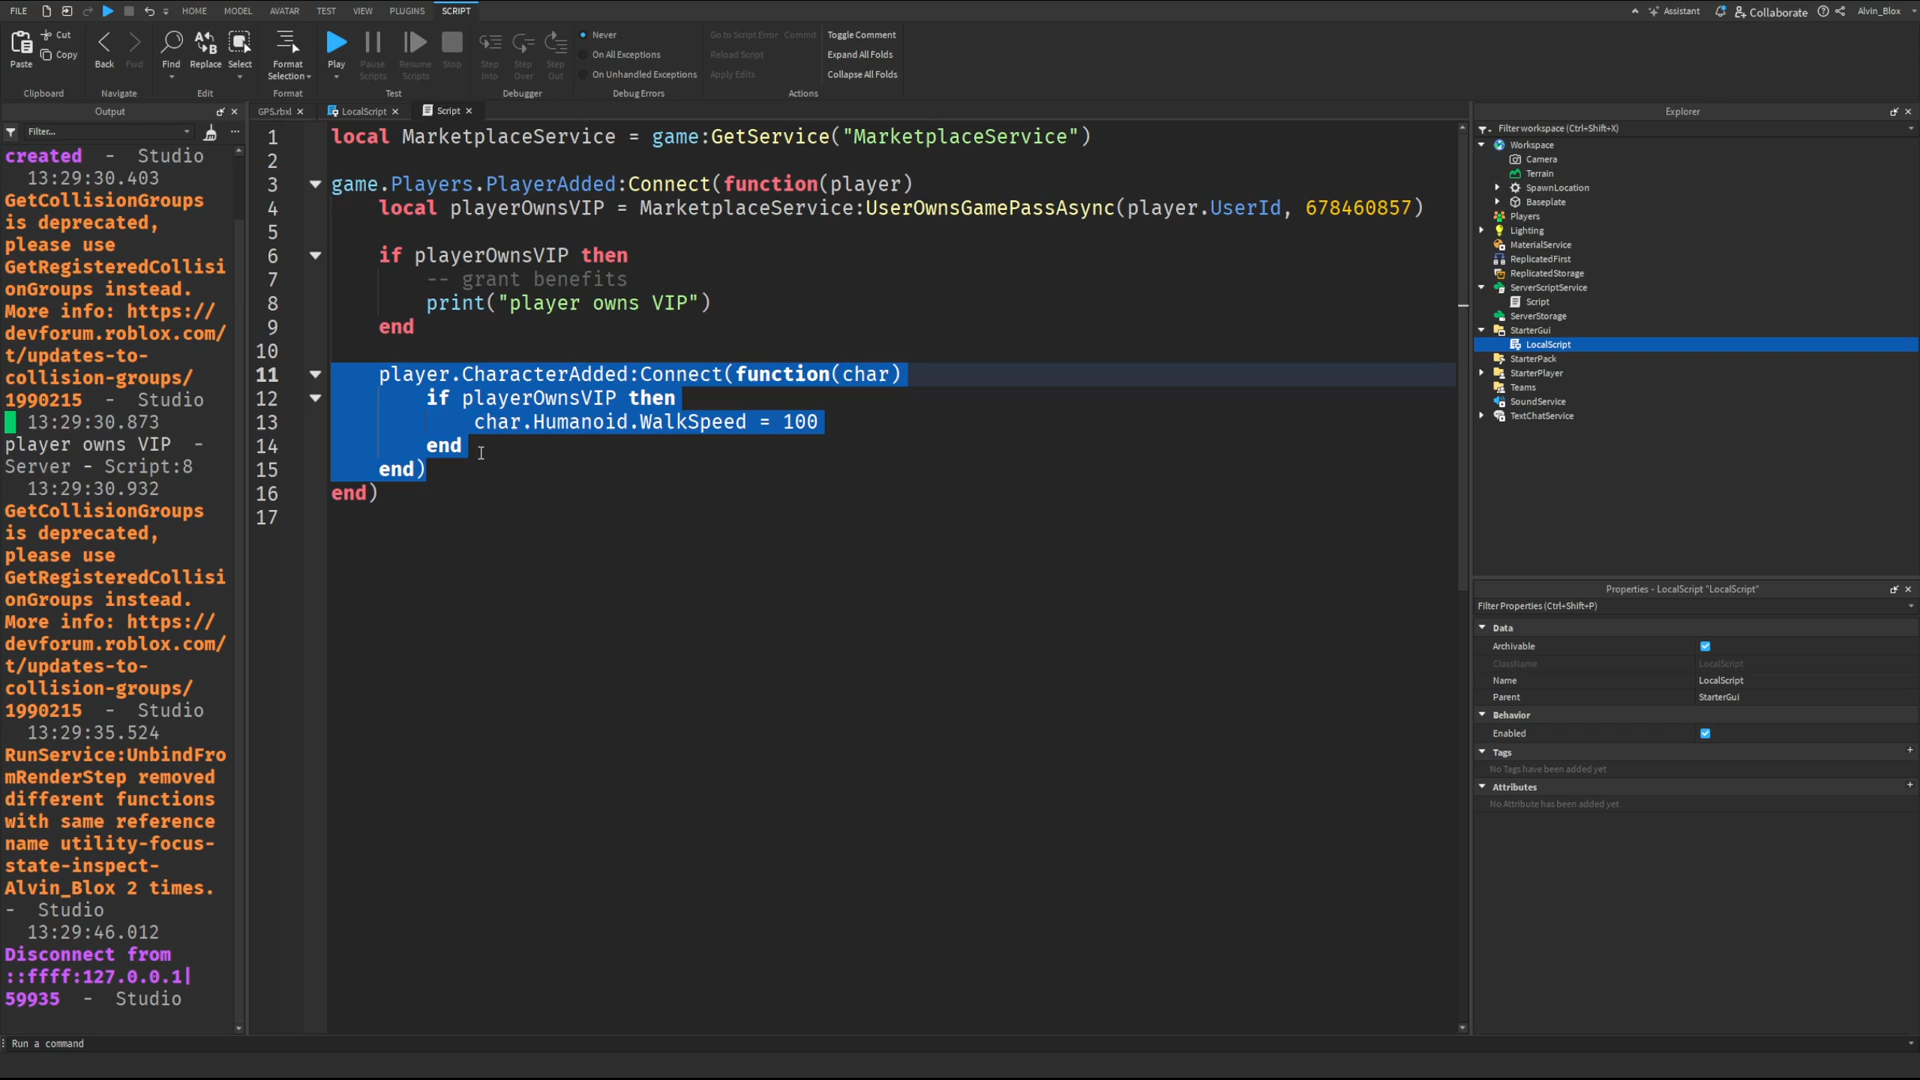 FILE HOME MODEL AVATAR TEST VIEW PLUGINS SCRIPT Assistant Collaborate Alvin_Blox
Paste
Cut
Copy
Clipboard
Back
Navigate
Find
Replace
Select
Edit
Format
Selection
Format
Play
Pause
Scripts
Resume
Scripts
Stop
Test
Step
Into
Step
Over
Step
Out
Debugger
Never
On All Exceptions
On Unhandled Exceptions
Debug Errors
Go to Script Error Commit
Reload Script
Apply Edits
Toggle Comment
Expand All Folds
Collapse All Folds
Actions
Output
Filter...
created - Studio
13:29:30.403
GetCollisionGroups
is deprecated,
please use
GetRegisteredCollisi
onGroups instead.
More info: https://
devforum.roblox.com/
t/updates-to-
collision-groups/
1990215 - Studio
13:29:30.873
player owns VIP -
Server - Script:8
13:29:30.932
GetCollisionGroups
is deprecated,
please use
GetRegisteredCollisi
onGroups instead.
More info: https://
devforum.roblox.com/
t/updates-to-
collision-groups/
1990215 - Studio
13:29:35.524
RunService:UnbindFro
mRenderStep removed
different functions
with same reference
name utility-focus-
state-inspect-
Alvin_Blox 2 times.
- Studio
13:29:46.012
Disconnect from
::ffff:127.0.0.1|
59935 - Studio
GPS.rbxl LocalScript Script
1 local MarketplaceService = game:GetService("MarketplaceService")
2
3 game.Players.PlayerAdded:Connect(function(player)
4 local playerOwnsVIP = MarketplaceService:UserOwnsGamePassAsync(player.UserId, 678460857)
5
6 if playerOwnsVIP then
7 -- grant benefits
8 print("player owns VIP")
9 end
10
11 player.CharacterAdded:Connect(function(char)
12 if playerOwnsVIP then
13 char.Humanoid.WalkSpeed = 100
14 end
15 end)
16 end)
17
Explorer
Filter workspace (Ctrl+Shift+X)
Workspace
Camera
Terrain
SpawnLocation
Baseplate
Players
Lighting
MaterialService
ReplicatedFirst
ReplicatedStorage
ServerScriptService
Script
ServerStorage
StarterGui
LocalScript
StarterPack
StarterPlayer
Teams
SoundService
TextChatService
Properties - LocalScript "LocalScript"
Filter Properties (Ctrl+Shift+P)
Data
Archivable
ClassName LocalScript
Name LocalScript
Parent StarterGui
Behavior
Enabled
Tags
No Tags have been added yet
Attributes
No Attribute has been added yet
Run a command